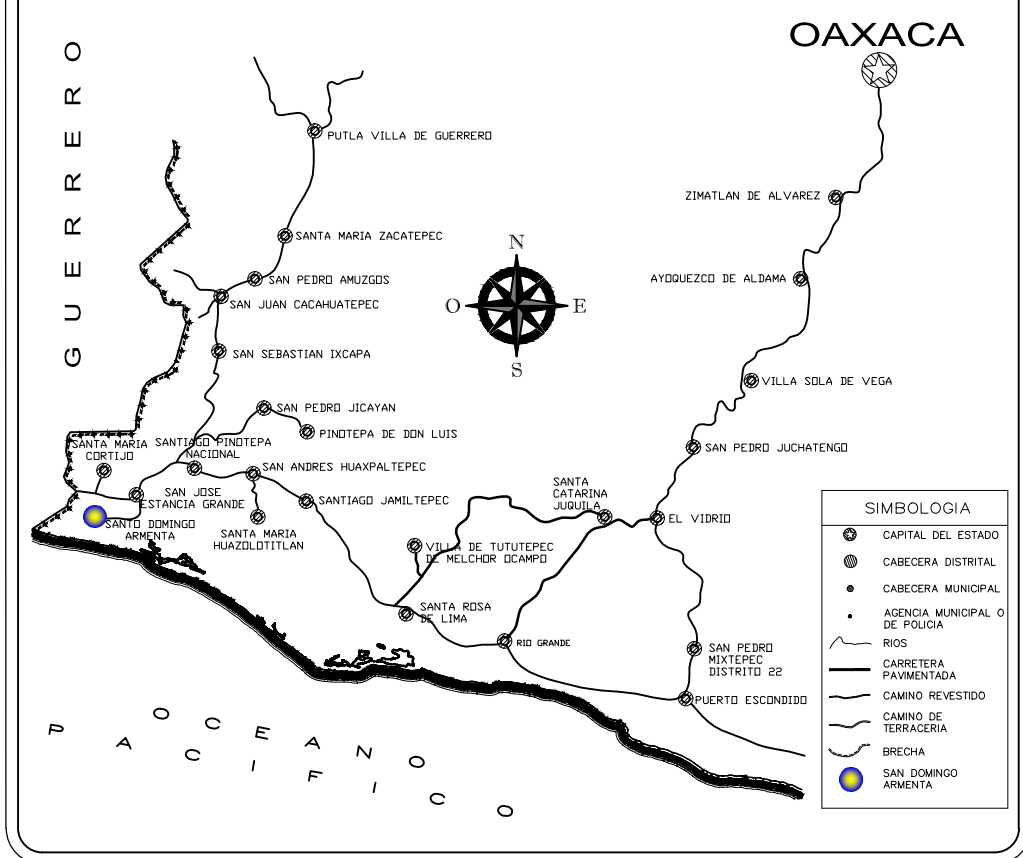 OAXACA
GUERRERO
PUTLA VILLA DE GUERRERO
ZIMATLAN DE ALVAREZ
SANTA MARIA ZACATEPEC
N
O
E
S
SAN PEDRO AMUZGOS
AYOQUEZCO DE ALDAMA
SAN JUAN CACAHUATEPEC
SAN SEBASTIAN IXCAPA
VILLA SOLA DE VEGA
SAN PEDRO JICAYAN
PINOTEPA DE DON LUIS
SANTA MARIA
CORTIJO
SANTIAGO PINOTEPA
NACIONAL
SAN PEDRO JUCHATENGO
SAN ANDRES HUAXPALTEPEC
SAN JOSE
ESTANCIA GRANDE
SANTIAGO JAMILTEPEC
SANTA
CATARINA
JUQUILA
EL VIDRIO
SANTO DOMINGO
ARMENTA
SANTA MARIA
HUAZOLOTITLAN
VILLA DE TUTUTEPEC
DE MELCHOR OCAMPO
SANTA ROSA
DE LIMA
RIO GRANDE
SAN PEDRO
MIXTEPEC
DISTRITO 22
PUERTO ESCONDIDO
OCEANO
PACIFICO
SIMBOLOGIA
CAPITAL DEL ESTADO
CABECERA DISTRITAL
CABECERA MUNICIPAL
AGENCIA MUNICIPAL O
DE POLICIA
RIOS
CARRETERA
PAVIMENTADA
CAMINO REVESTIDO
CAMINO DE
TERRACERIA
BRECHA
SAN DOMINGO
ARMENTA